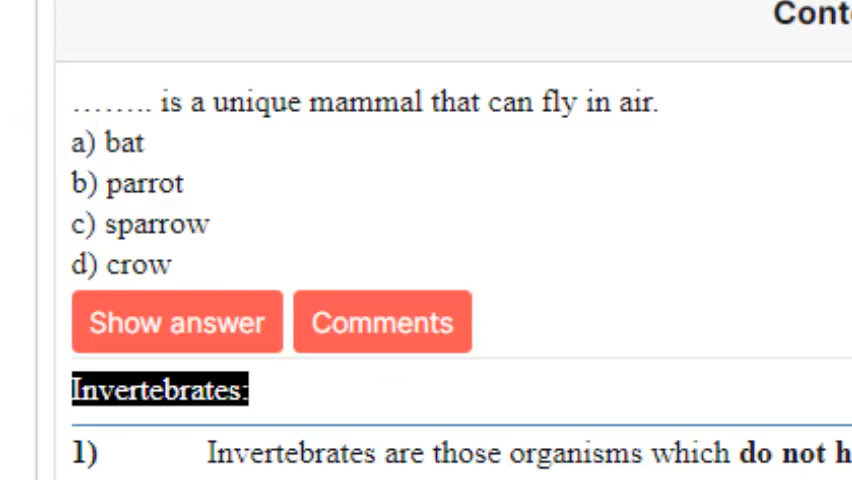 ........ is a unique mammal that can fly in air.
a) bat
b) parrot
c) sparrow
d) crow
Show answer Comments
Invertebrates:
1) Invertebrates are those organisms which do not